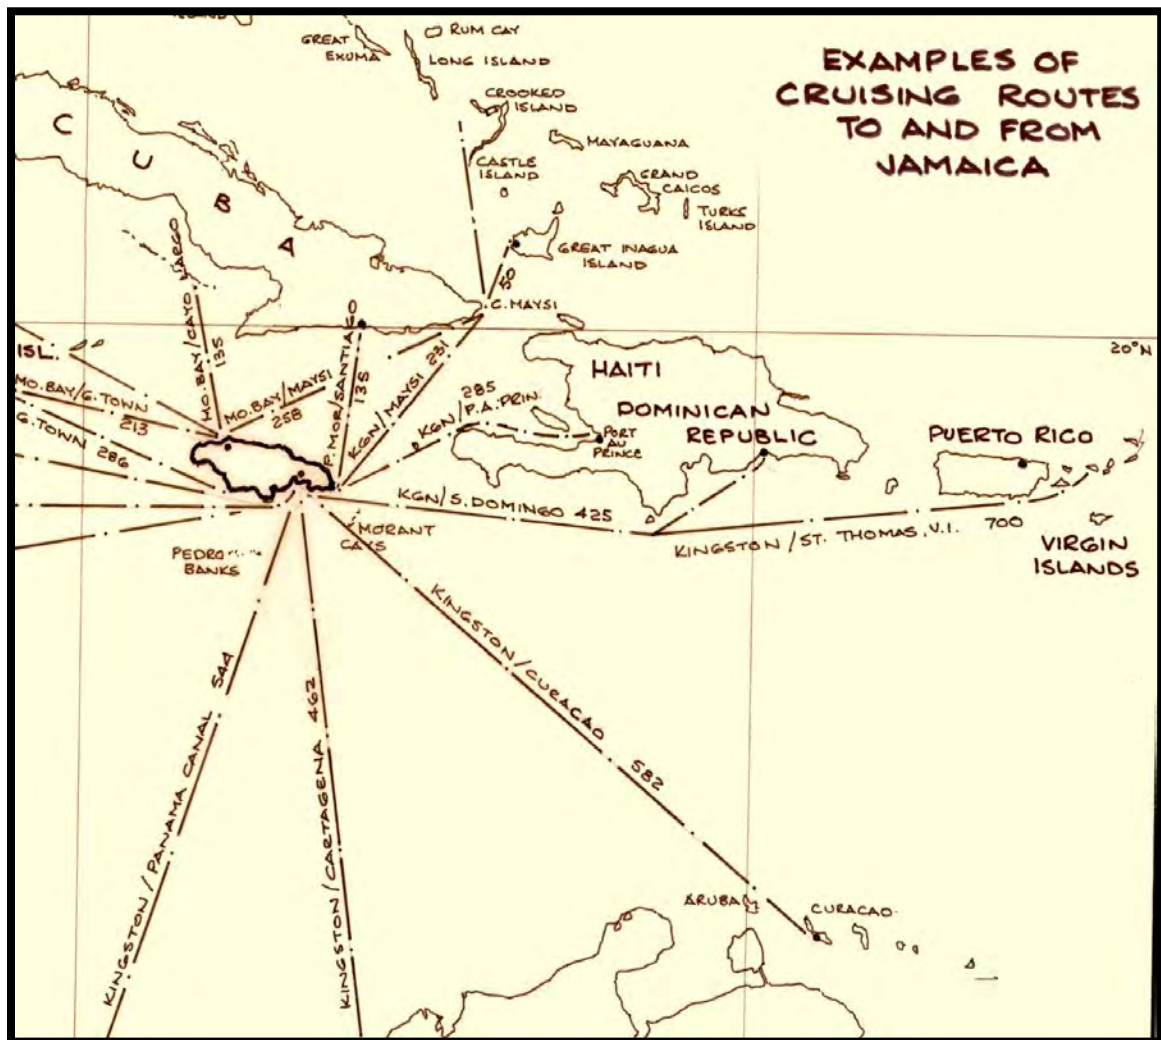 ISLAND
GREAT
EXUMA
RUM CAY
LONG ISLAND
EXAMPLES OF
CRUISING ROUTES
TO AND FROM
JAMAICA
CROOKED
ISLAND
MAYAGUANA
CASTLE
ISLAND
GRAND
CAICOS
TURKS
ISLAND
CUBA
GREAT INAGUA
ISLAND
50
C. MAYSI
20°N
ISL.
MO.BAY/CAYO LARGO
135
MO.BAY/MAYSI
258
P.MOR/SANTIAGO
135
KGN/MAYSI 231
MO.BAY/G.TOWN
213
G.TOWN
286
285
KGN/P.A.PRIN.
HAITI
DOMINICAN
REPUBLIC
PORT
AU
PRINCE
PUERTO RICO
KGN/S.DOMINGO 425
KINGSTON/ST. THOMAS, V.I. 700
VIRGIN
ISLANDS
MORANT
CAYS
PEDRO
BANKS
KINGSTON/PANAMA CANAL 544
KINGSTON/CARTAGENA 462
KINGSTON/CURACAO 582
ARUBA
CURACAO